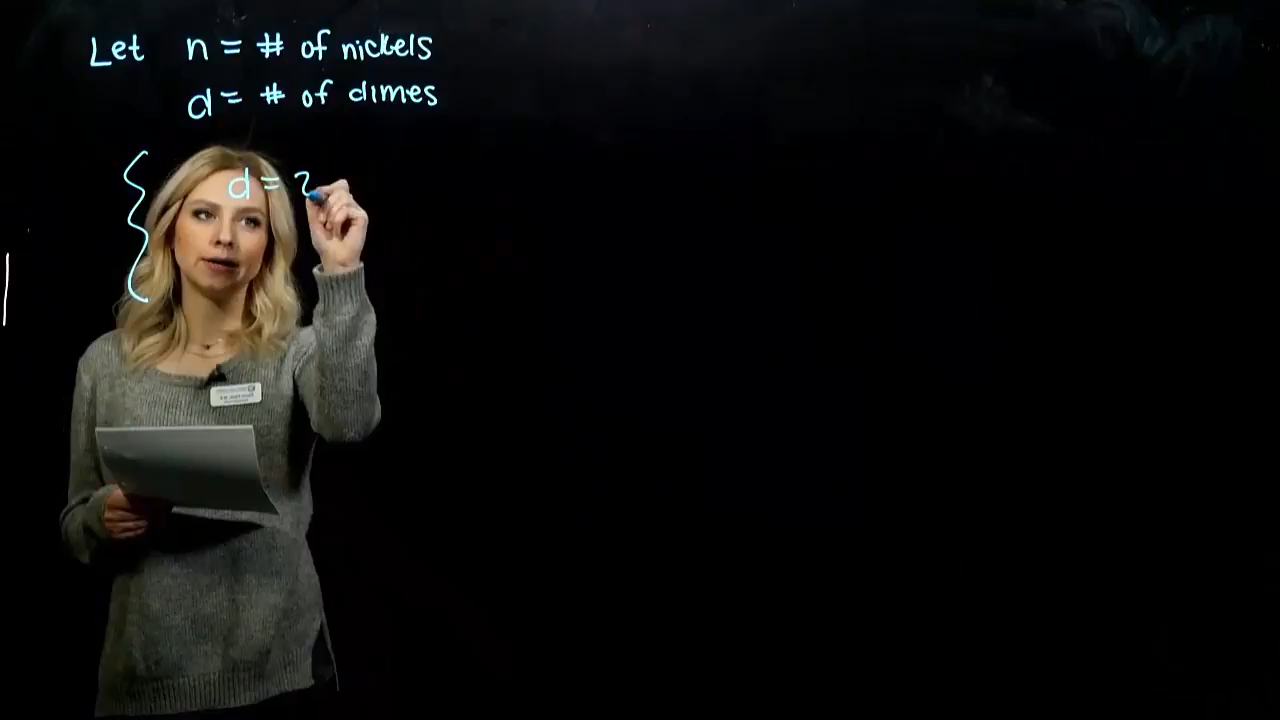 Let n = # of nickels
d = # of dimes
d = 2